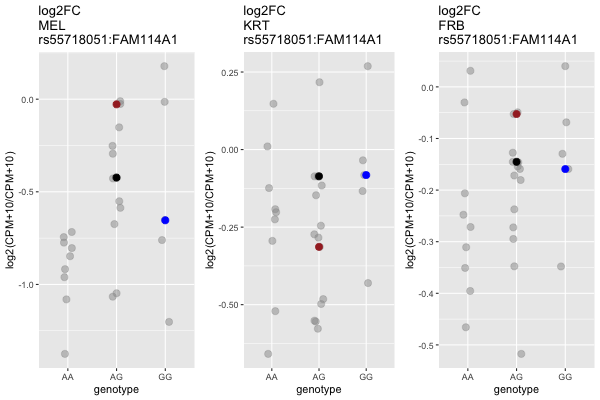 log2FC
MEL
rs55718051:FAM114A1
log2(CPM+10/CPM+10)
0.0
-0.5
-1.0
AA AG GG
genotype
log2FC
KRT
rs55718051:FAM114A1
log2(CPM+10/CPM+10)
0.25
0.00
-0.25
-0.50
AA AG GG
genotype
log2FC
FRB
rs55718051:FAM114A1
log2(CPM+10/CPM+10)
0.0
-0.1
-0.2
-0.3
-0.4
-0.5
AA AG GG
genotype